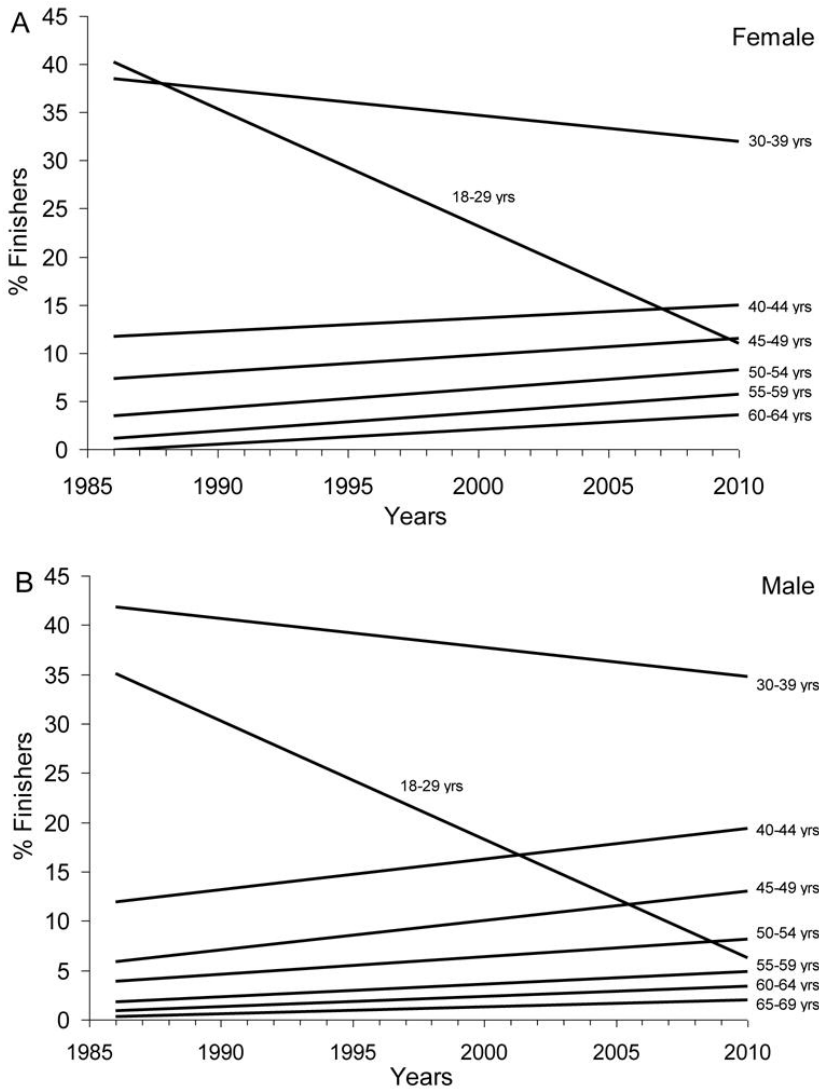 A
Female
45
40
35
30
25
20
15
10
5
0
% Finishers
30-39 yrs
18-29 yrs
40-44 yrs
45-49 yrs
50-54 yrs
55-59 yrs
60-64 yrs
1985 1990 1995 2000 2005 2010
Years
B
Male
45
40
35
30
25
20
15
10
5
0
% Finishers
30-39 yrs
18-29 yrs
40-44 yrs
45-49 yrs
50-54 yrs
55-59 yrs
60-64 yrs
65-69 yrs
1985 1990 1995 2000 2005 2010
Years